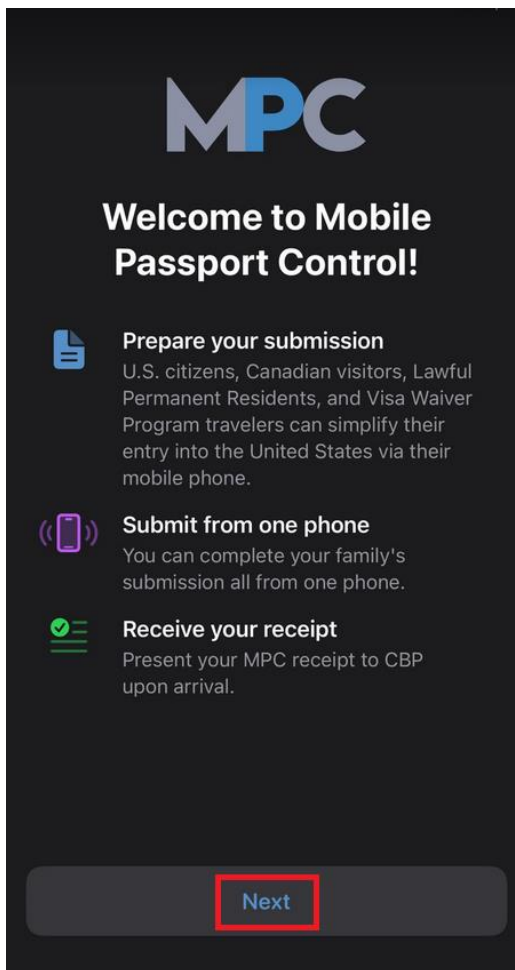 MPC
Welcome to Mobile
Passport Control!
Prepare your submission
U.S. citizens, Canadian visitors, Lawful
Permanent Residents, and Visa Waiver
Program travelers can simplify their
entry into the United States via their
mobile phone.
Submit from one phone
You can complete your family's
submission all from one phone.
Receive your receipt
Present your MPC receipt to CBP
upon arrival.
Next